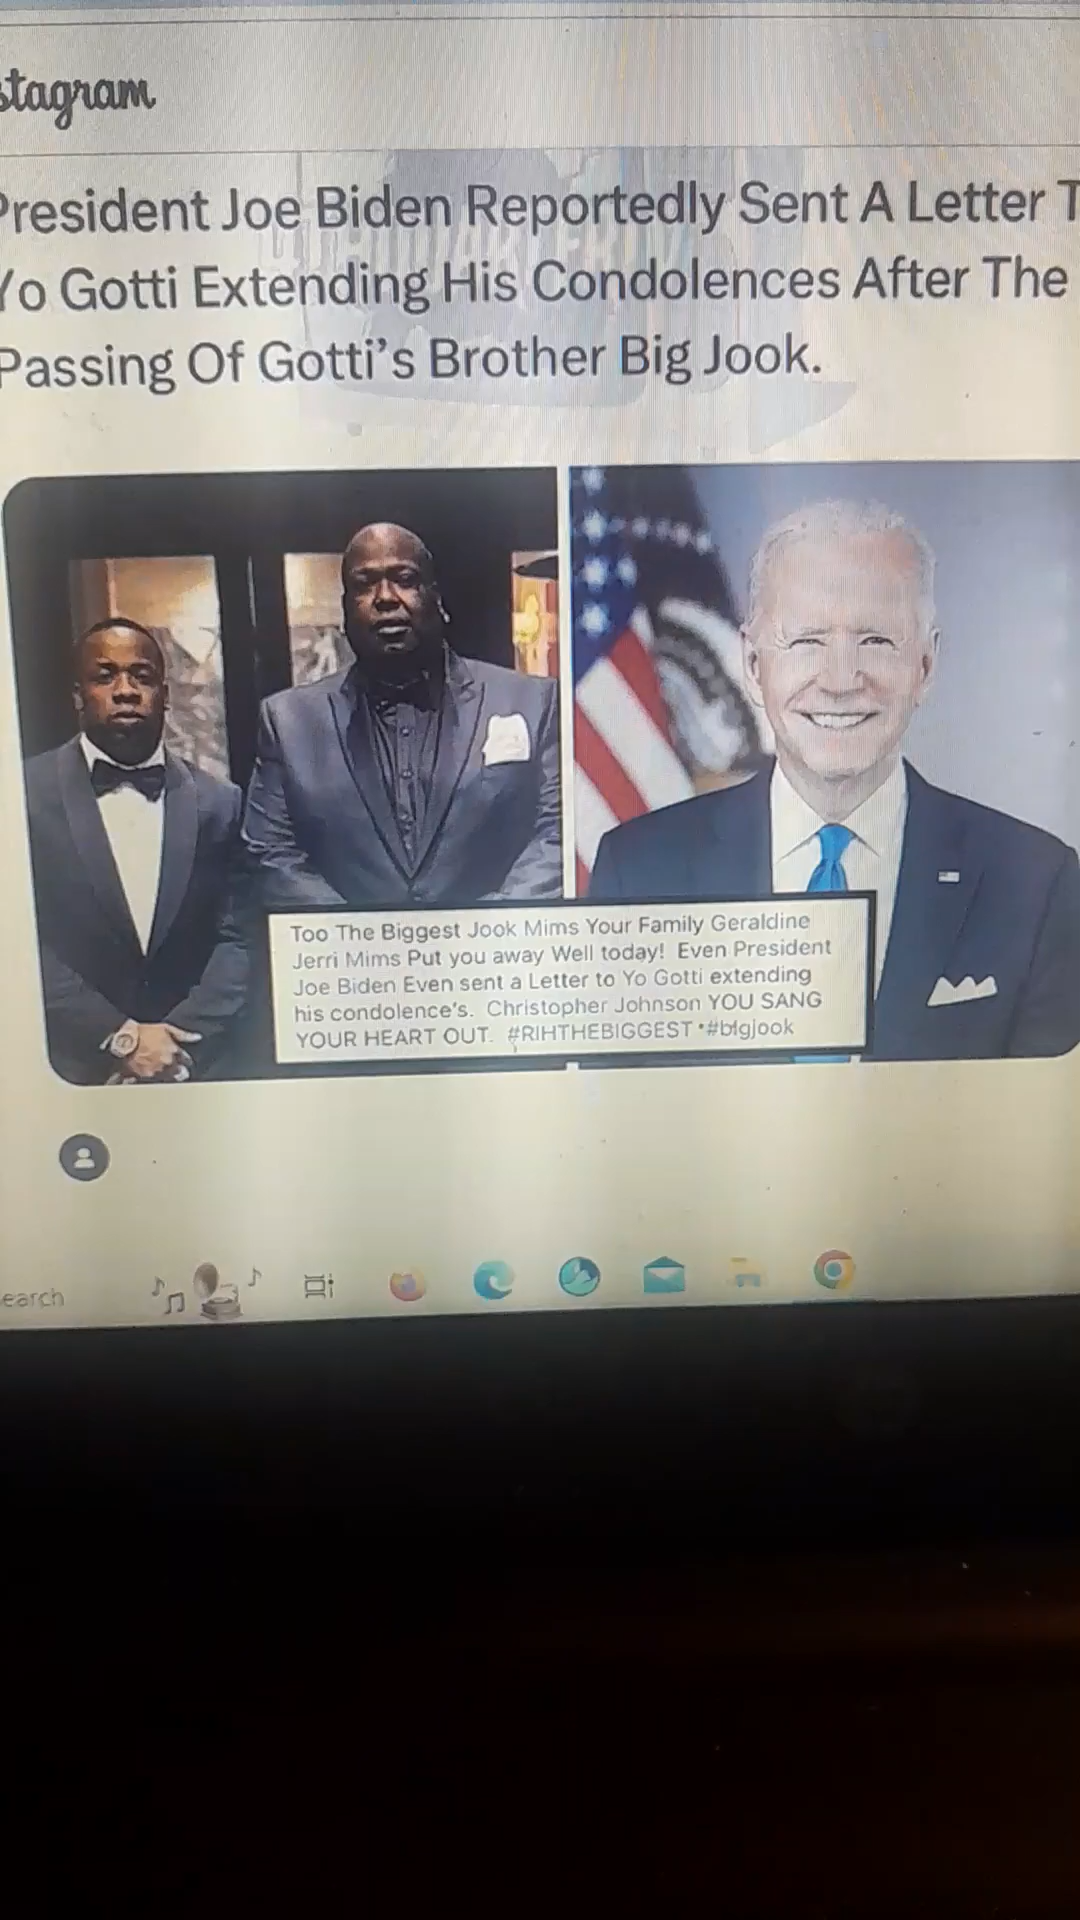 stagram
President Joe Biden Reportedly Sent A Letter T
Yo Gotti Extending His Condolences After The
Passing Of Gotti's Brother Big Jook.
Too The Biggest Jook Mims Your Family Geraldine
Jerri Mims Put you away Well today! Even President
Joe Biden Even sent a Letter to Yo Gotti extending
his condolence's. Christopher Johnson YOU SANG
YOUR HEART OUT. #RIHTHEBIGGEST #bigjook
earch